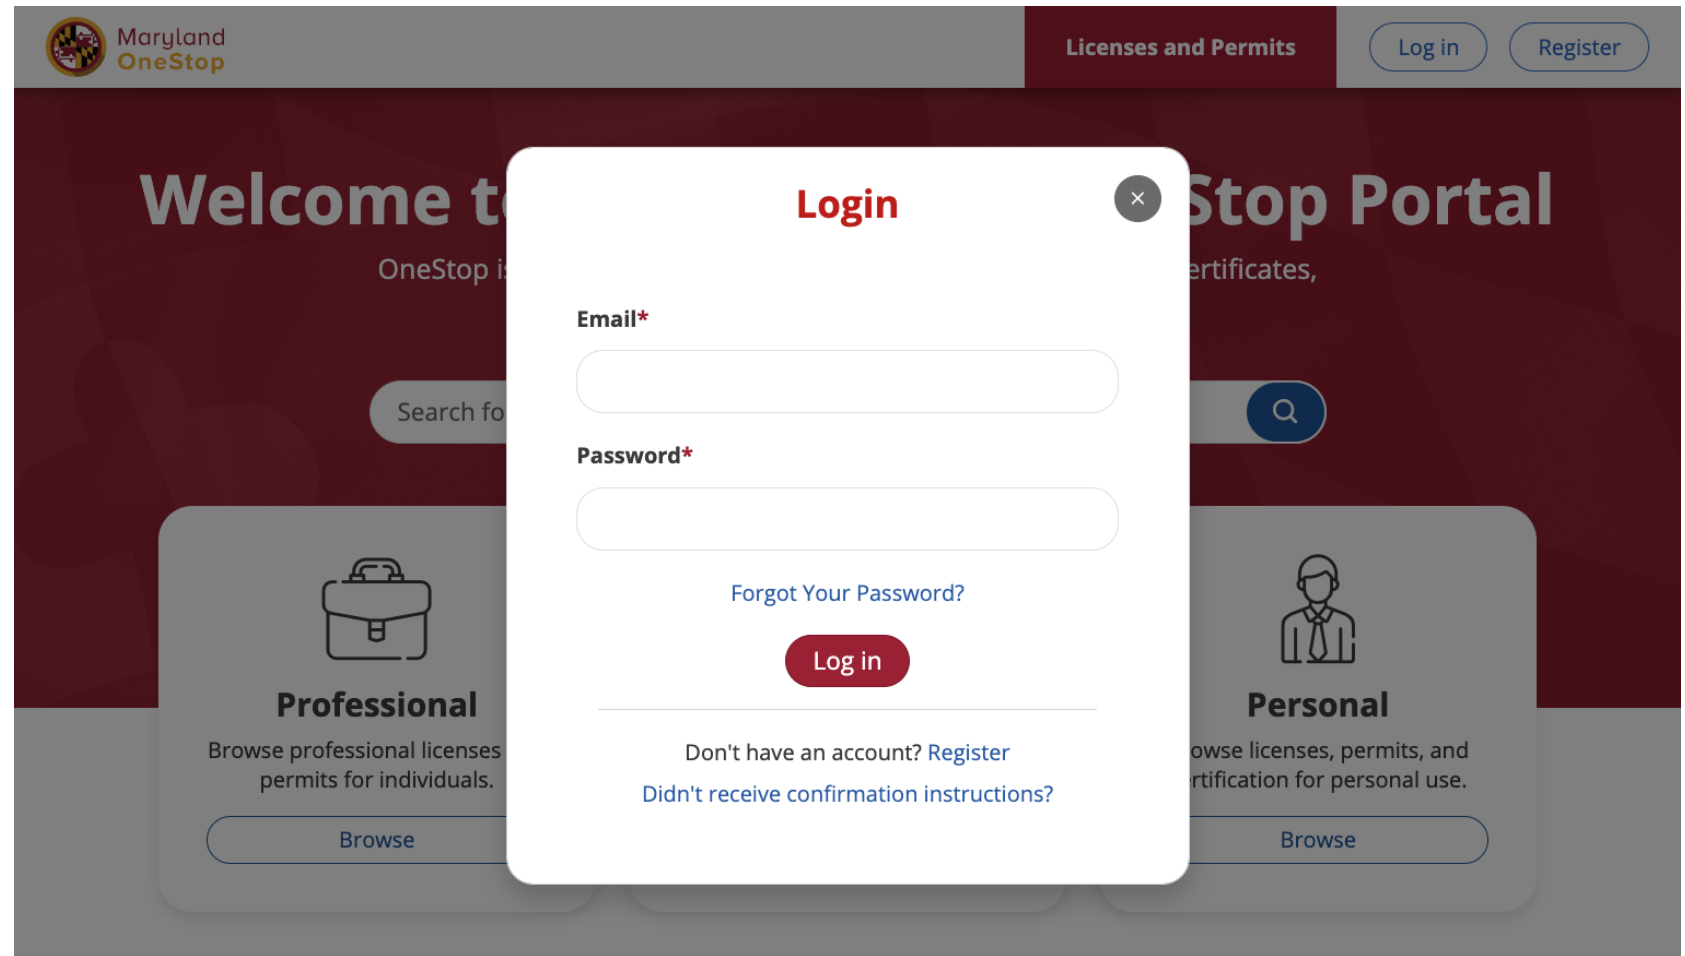 Maryland
OneStop
Licenses and Permits
Log in
Register
Welcome t
Stop Portal
OneStop is
ertificates,
Search fo
Login
Email*
Password*
Forgot Your Password?
Log in
Don't have an account? Register
Didn't receive confirmation instructions?
Professional
Browse professional licenses
permits for individuals.
Browse
Personal
owse licenses, permits, and
rtification for personal use.
Browse